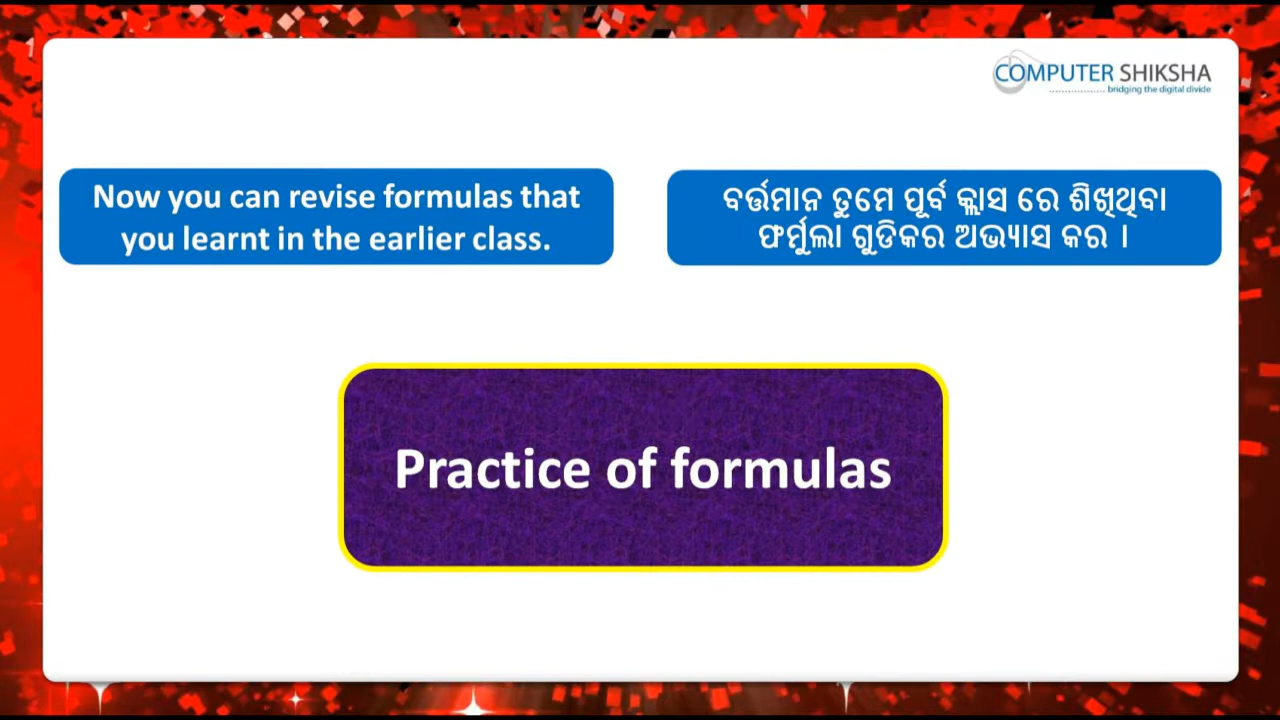 COMPUTER SHIKSHA
bridging the digital divide
Now you can revise formulas that
you learnt in the earlier class.
ବର୍ତ୍ତମାନ ତୁମେ ପୂର୍ବ କ୍ଲାସ ରେ ଶିଖିଥିବା
ଫର୍ମୁଲା ଗୁଡିକର ଅଭ୍ୟାସ କର ।
Practice of formulas